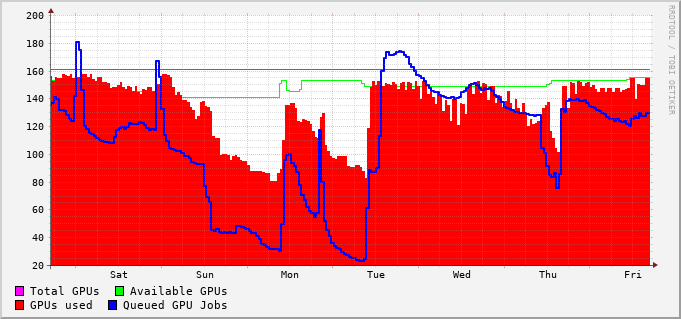 200
180
160
140
120
100
80
60
40
20
Sat Sun Mon Tue Wed Thu Fri
Total GPUs Available GPUs
GPUs used Queued GPU Jobs
RRDTOOL / TOBI OETIKER